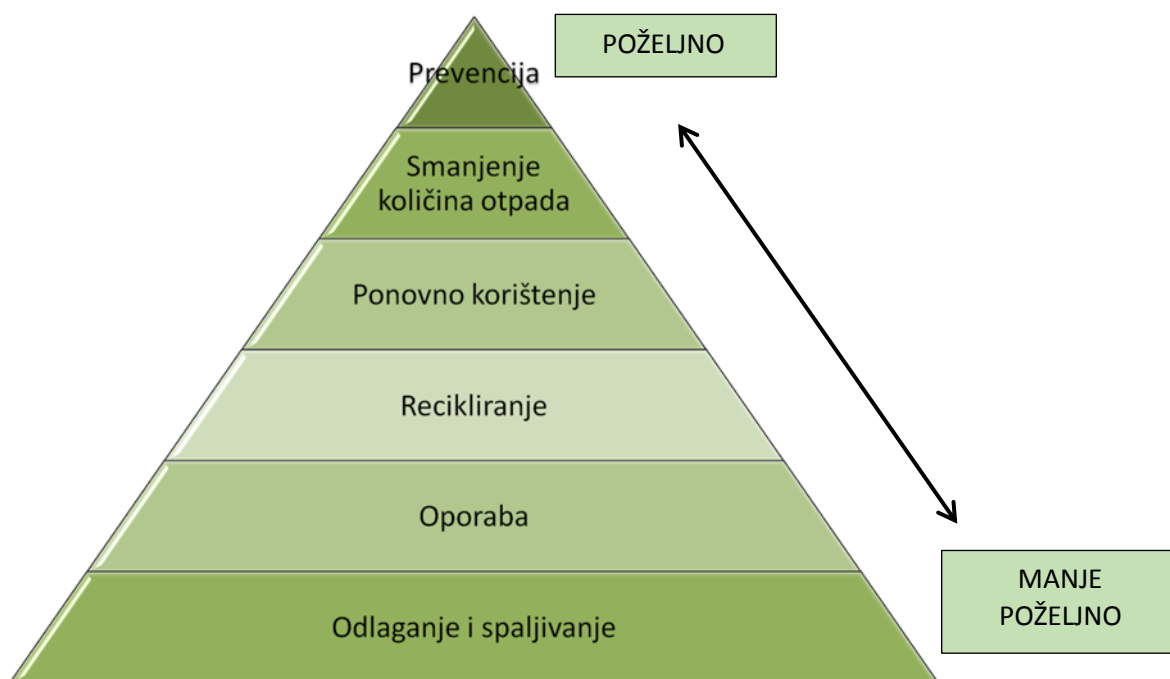 POŽELJNO
Prevencija
Smanjenje
količina otpada
Ponovno korištenje
Recikliranje
Oporaba
Odlaganje i spaljivanje
MANJE
POŽELJNO